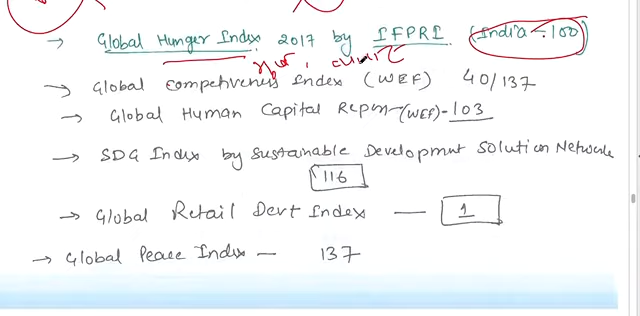 → Global Hunger Index 2017 by IFPRI (India - 100)
→ Global Competiveness Index (WEF) 40/137
→ Global Human Capital Report (WEF) - 103
→ SDG Index by Sustainable Development Solution Network
116
→ Global Retail Devt Index — 1
→ Global Peace Index — 137